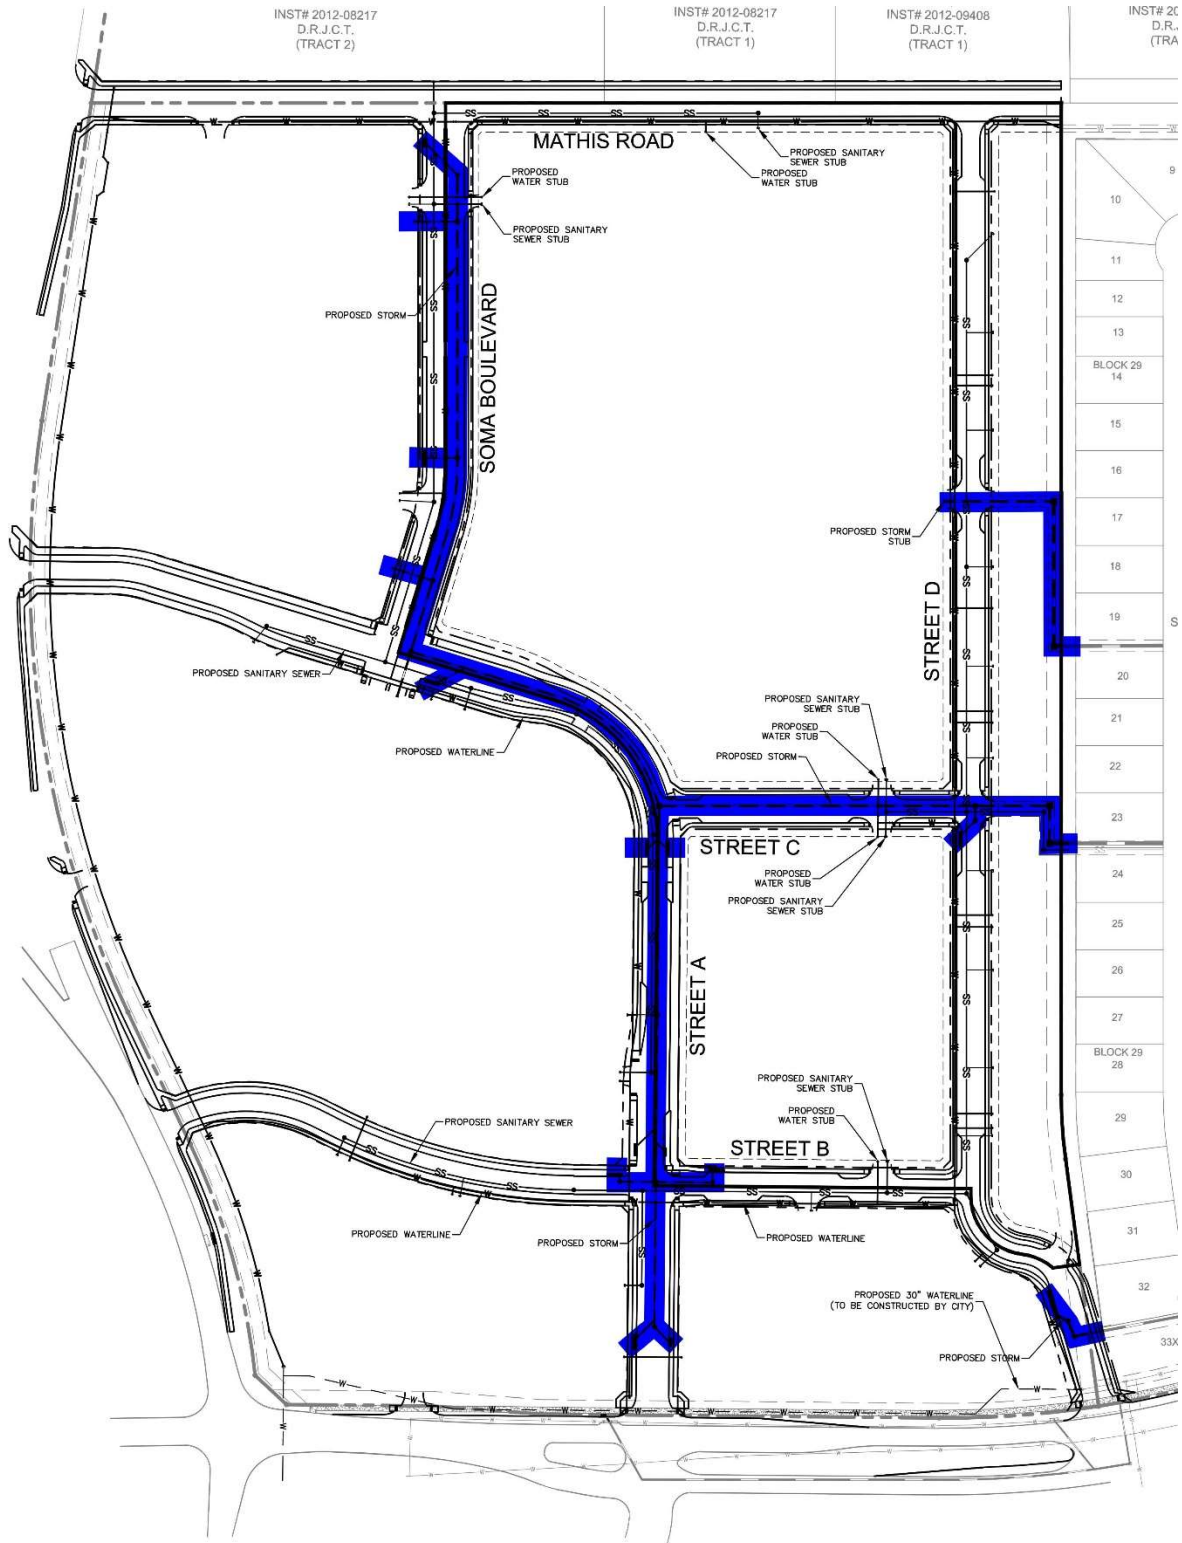 INST# 2012-08217
D.R.J.C.T.
(TRACT 2)
INST# 2012-08217
D.R.J.C.T.
(TRACT 1)
INST# 2012-09408
D.R.J.C.T.
(TRACT 1)
MATHIS ROAD
PROPOSED SANITARY
SEWER STUB
PROPOSED
WATER STUB
PROPOSED
WATER STUB
PROPOSED SANITARY
SEWER STUB
PROPOSED STORM
SOMA BOULEVARD
9
10
11
12
13
BLOCK 29
14
15
16
17
18
19
20
21
22
23
24
25
26
27
BLOCK 29
28
29
30
31
32
33X
PROPOSED STORM
STUB
STREET D
PROPOSED SANITARY SEWER
PROPOSED WATERLINE
PROPOSED SANITARY
SEWER STUB
PROPOSED
WATER STUB
PROPOSED STORM
STREET C
PROPOSED
WATER STUB
PROPOSED SANITARY
SEWER STUB
STREET A
PROPOSED SANITARY
SEWER STUB
PROPOSED
WATER STUB
STREET B
PROPOSED SANITARY SEWER
PROPOSED WATERLINE
PROPOSED STORM
PROPOSED WATERLINE
PROPOSED 30" WATERLINE
(TO BE CONSTRUCTED BY CITY)
PROPOSED STORM